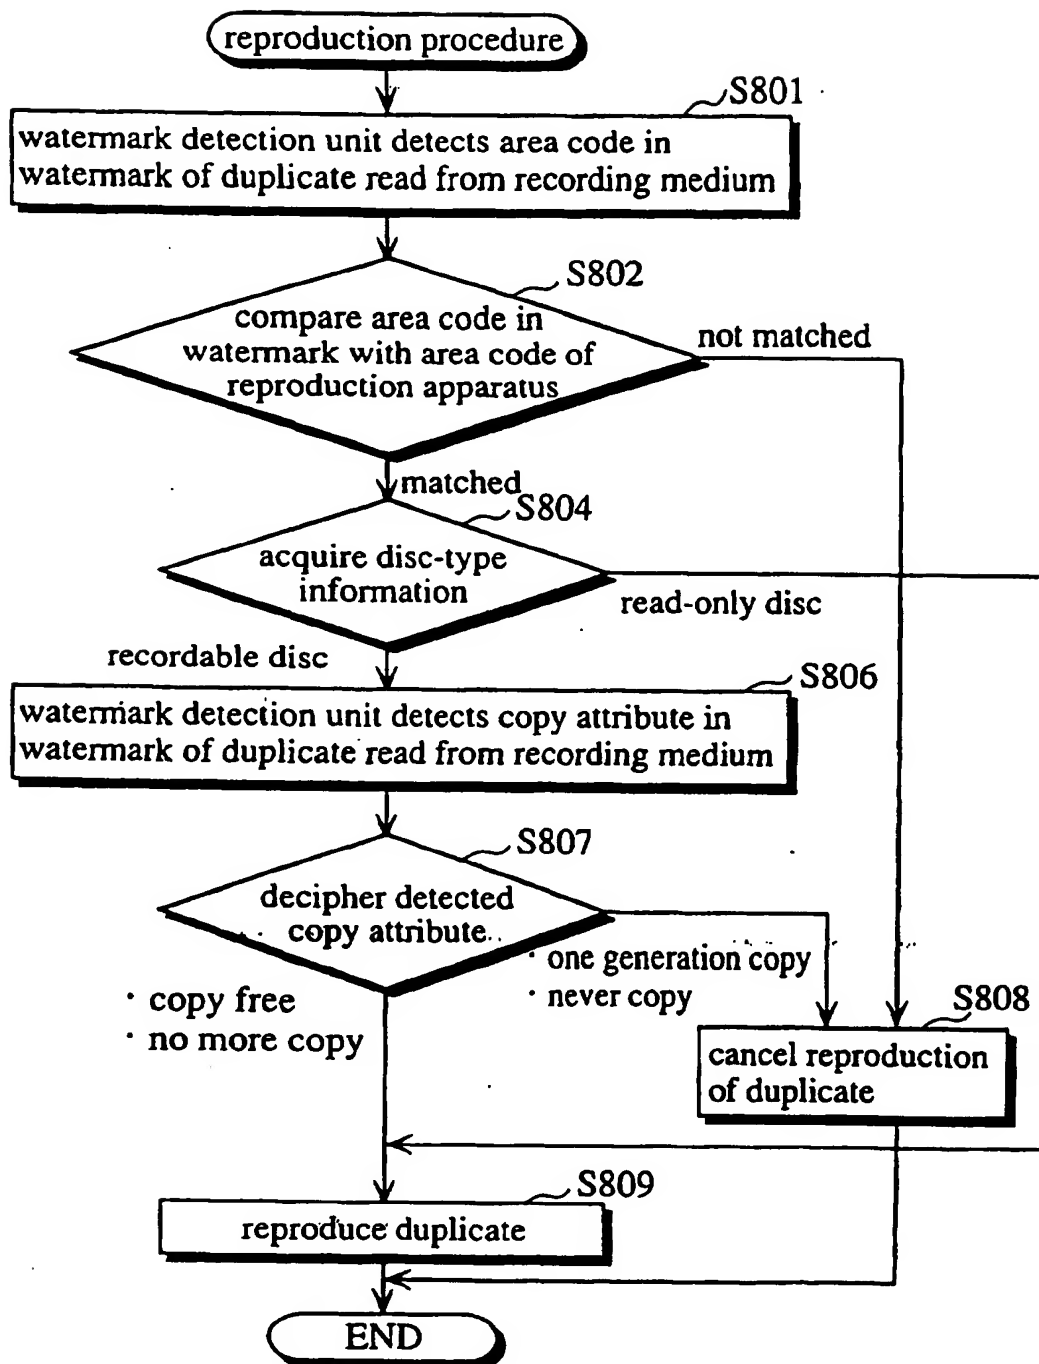 reproduction procedure
S801
watermark detection unit detects area code in
watermark of duplicate read from recording medium
S802
compare area code in
watermark with area code of
reproduction apparatus
not matched
matched
S804
acquire disc-type
information
read-only disc
recordable disc
S806
watermark detection unit detects copy attribute in
watermark of duplicate read from recording medium
S807
decipher detected
copy attribute
· one generation copy
· never copy
· copy free
· no more copy
S808
cancel reproduction
of duplicate
S809
reproduce duplicate
END